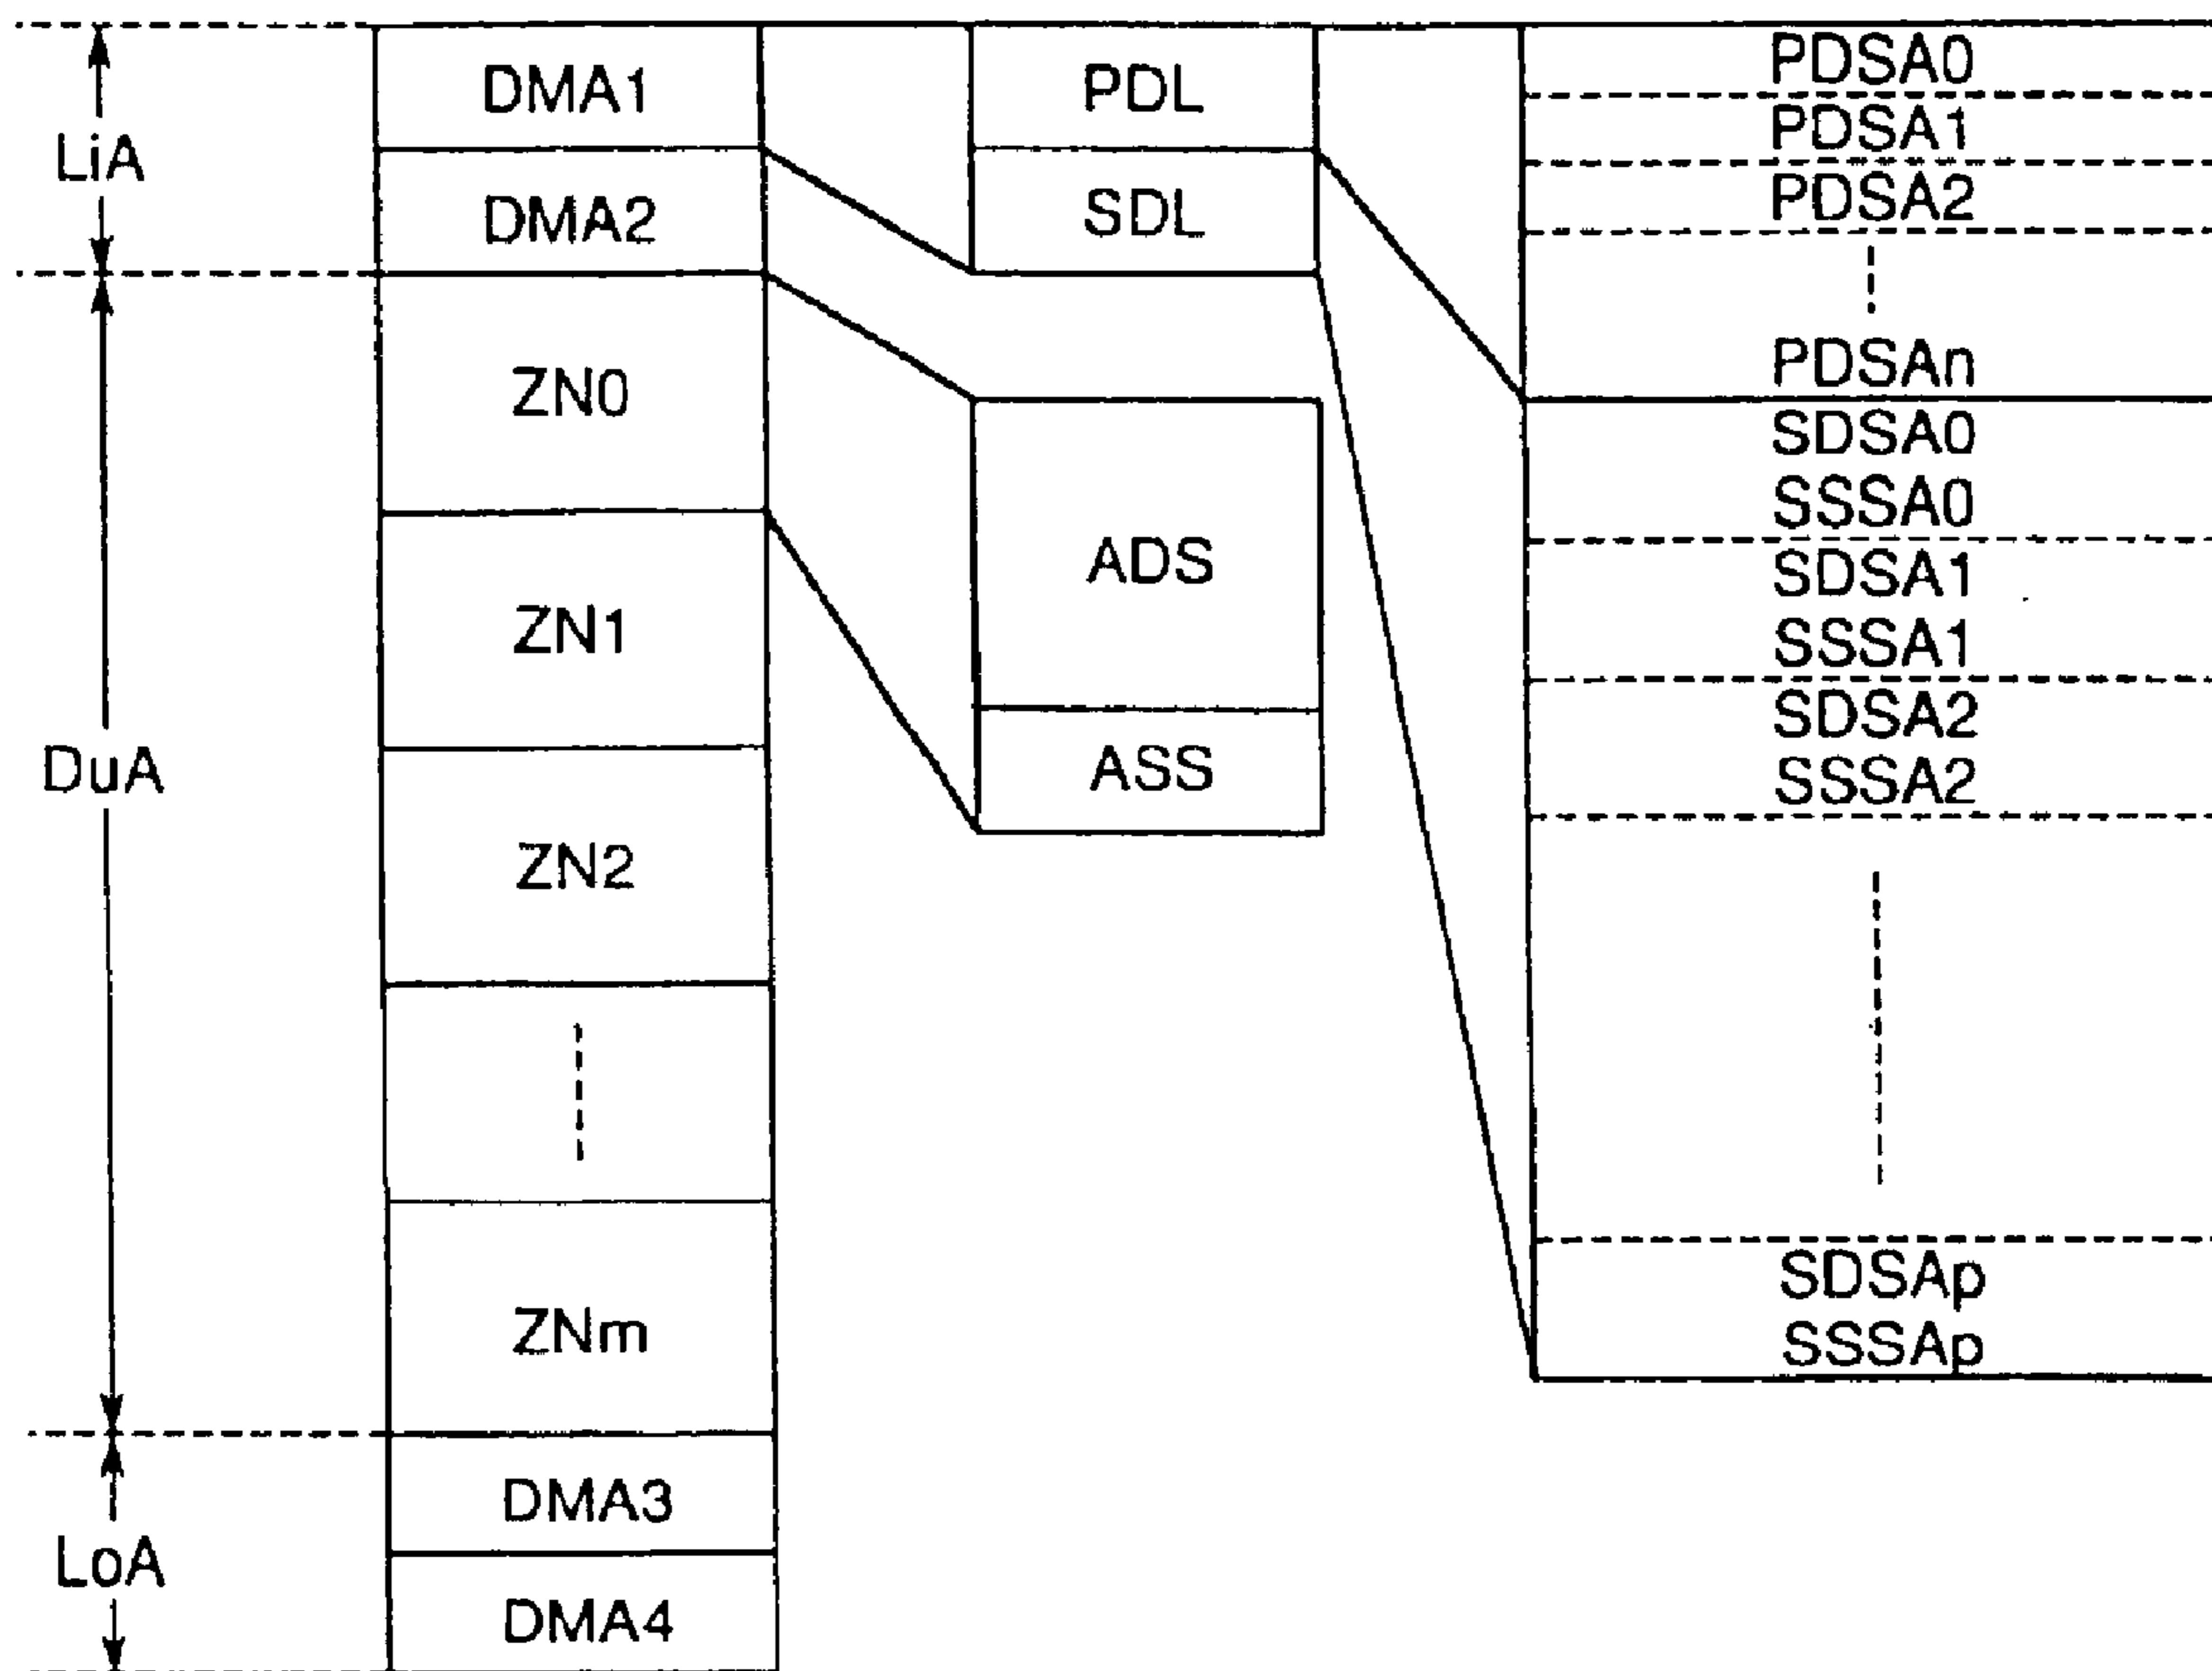 LiA
DuA
LoA
DMA1
DMA2
ZN0
ZN1
ZN2
ZNm
DMA3
DMA4
PDL
SDL
ADS
ASS
PDSA0
PDSA1
PDSA2
PDSAn
SDSA0
SSSA0
SDSA1
SSSA1
SDSA2
SSSA2
SDSAp
SSSAp